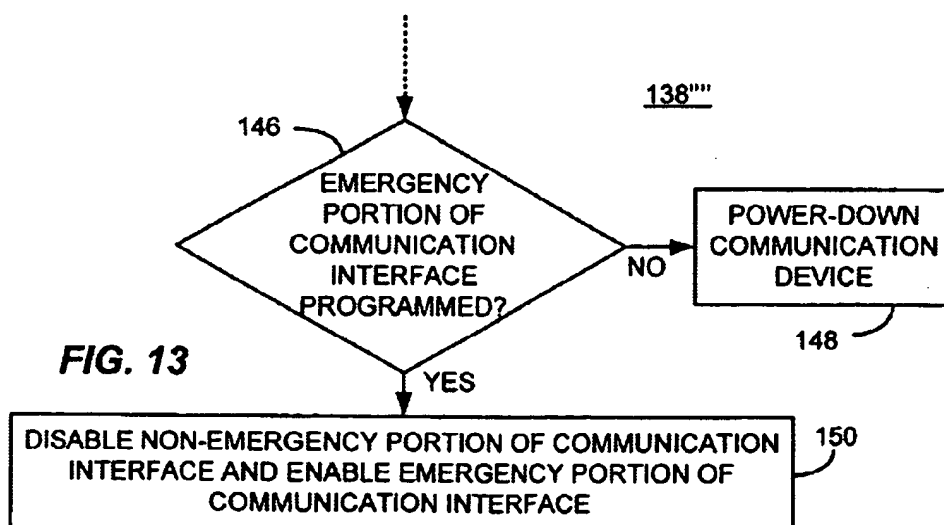 138""
146
EMERGENCY
PORTION OF
COMMUNICATION
INTERFACE
PROGRAMMED?
NO
POWER-DOWN
COMMUNICATION
DEVICE
148
FIG. 13
YES
DISABLE NON-EMERGENCY PORTION OF COMMUNICATION
INTERFACE AND ENABLE EMERGENCY PORTION OF
COMMUNICATION INTERFACE
150